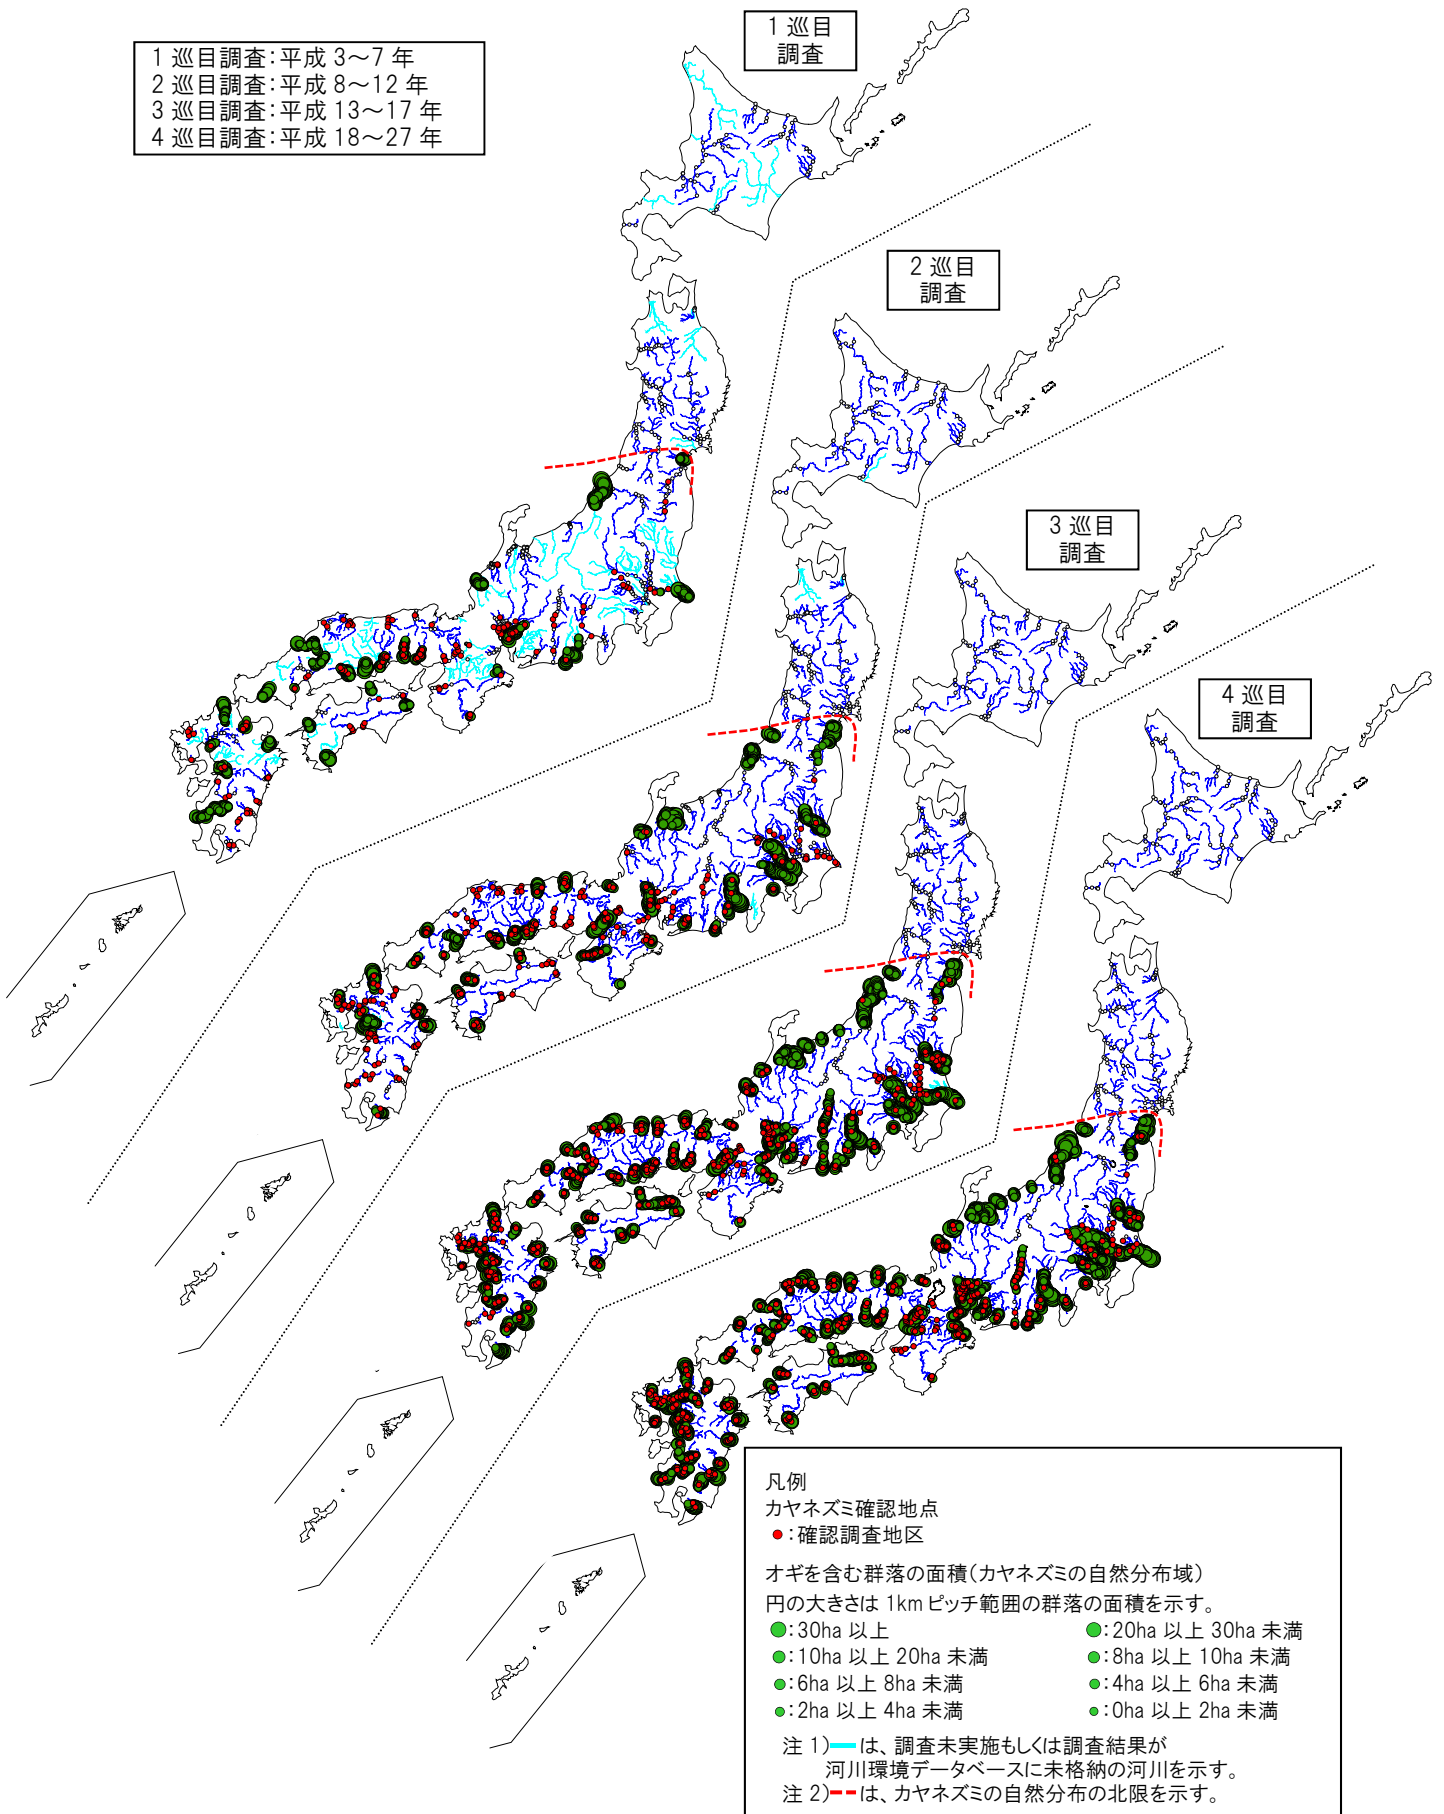 1 巡目調査:平成 3～7 年
2 巡目調査:平成 8～12 年
3 巡目調査:平成 13～17 年
4 巡目調査:平成 18～27 年
1 巡目
調査
2 巡目
調査
3 巡目
調査
4 巡目
調査
凡例
カヤネズミ確認地点
:確認調査地区
オギを含む群落の面積(カヤネズミの自然分布域)
円の大きさは 1km ピッチ範囲の群落の面積を示す。
:30ha 以上 :20ha 以上 30ha 未満
:10ha 以上 20ha 未満 :8ha 以上 10ha 未満
:6ha 以上 8ha 未満 :4ha 以上 6ha 未満
:2ha 以上 4ha 未満 :0ha 以上 2ha 未満
注 1) は、調査未実施もしくは調査結果が
河川環境データベースに未格納の河川を示す。
注 2) は、カヤネズミの自然分布の北限を示す。